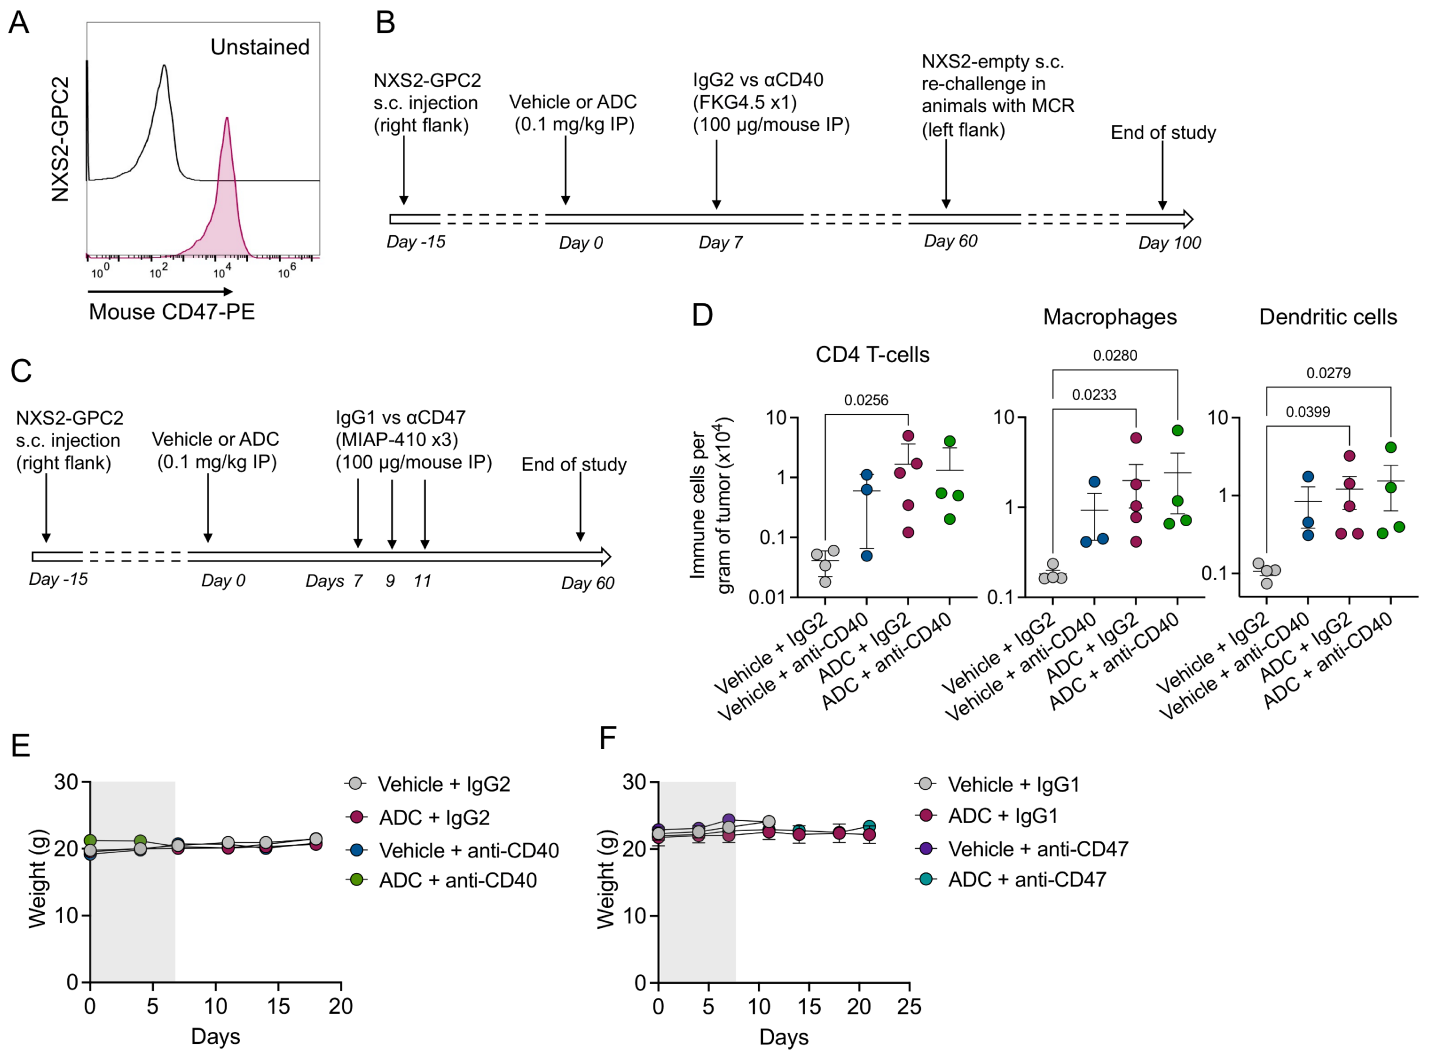 A
Unstained
NXS2-GPC2
10^0 10^2 10^4 10^6
Mouse CD47-PE
B
NXS2-GPC2
s.c. injection
(right flank)
Vehicle or ADC
(0.1 mg/kg IP)
IgG2 vs αCD40
(FKG4.5 x1)
(100 µg/mouse IP)
NXS2-empty s.c.
re-challenge in
animals with MCR
(left flank)
End of study
Day -15 Day 0 Day 7 Day 60 Day 100
C
NXS2-GPC2
s.c. injection
(right flank)
Vehicle or ADC
(0.1 mg/kg IP)
IgG1 vs αCD47
(MIAP-410 x3)
(100 µg/mouse IP)
End of study
Day -15 Day 0 Days 7 9 11 Day 60
D
CD4 T-cells
0.0256
Immune cells per
gram of tumor (x10^4)
10
1
0.1
0.01
Vehicle + IgG2
Vehicle + anti-CD40
ADC + IgG2
ADC + anti-CD40
Macrophages
0.0280
0.0233
10
1
0.1
Vehicle + IgG2
Vehicle + anti-CD40
ADC + IgG2
ADC + anti-CD40
Dendritic cells
0.0279
0.0399
10
1
0.1
Vehicle + IgG2
Vehicle + anti-CD40
ADC + IgG2
ADC + anti-CD40
E
Weight (g)
30
20
10
0
0 5 10 15 20
Days
Vehicle + IgG2
ADC + IgG2
Vehicle + anti-CD40
ADC + anti-CD40
F
Weight (g)
30
20
10
0
0 5 10 15 20 25
Days
Vehicle + IgG1
ADC + IgG1
Vehicle + anti-CD47
ADC + anti-CD47